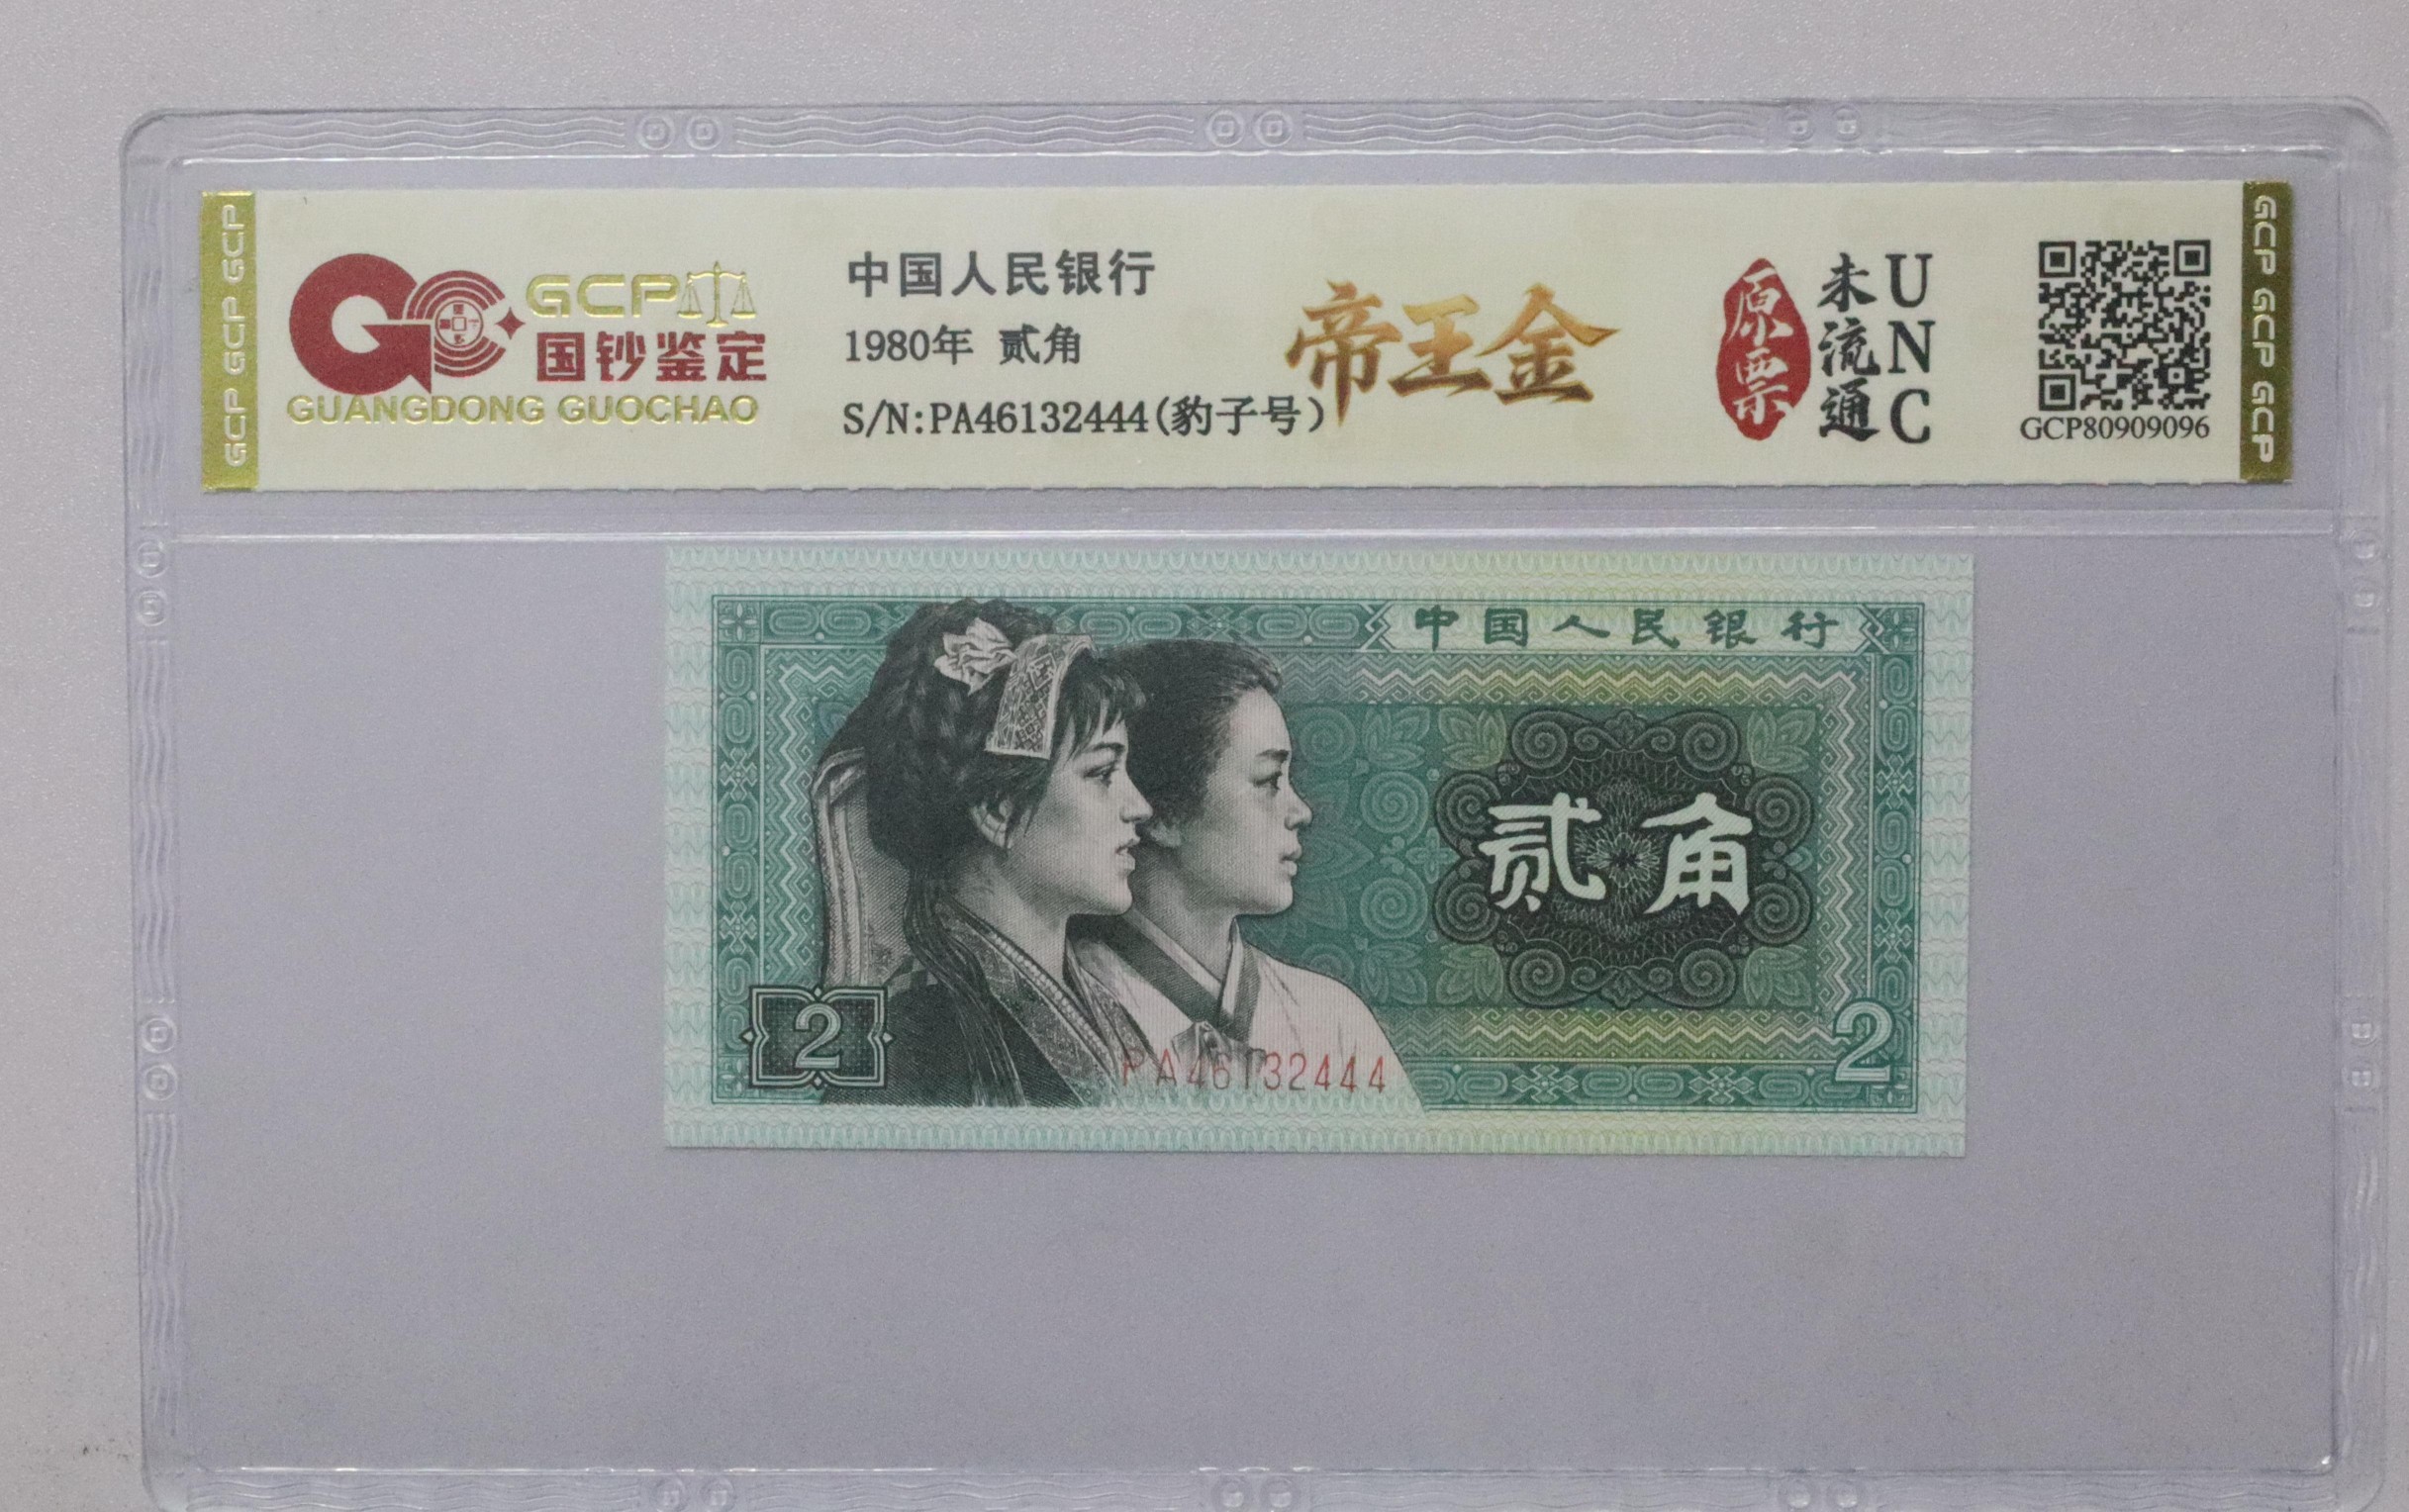 GCP GCP GCP
GCP
国钞鉴定
GUANGDONG GUOCHAO
中国人民银行
1980年 贰角
S/N:PA46132444(豹子号)
帝王金
原票
未流通
UNC
GCP80909096
GCP GCP GCP
中国人民银行
贰角
2
PA46132444
2